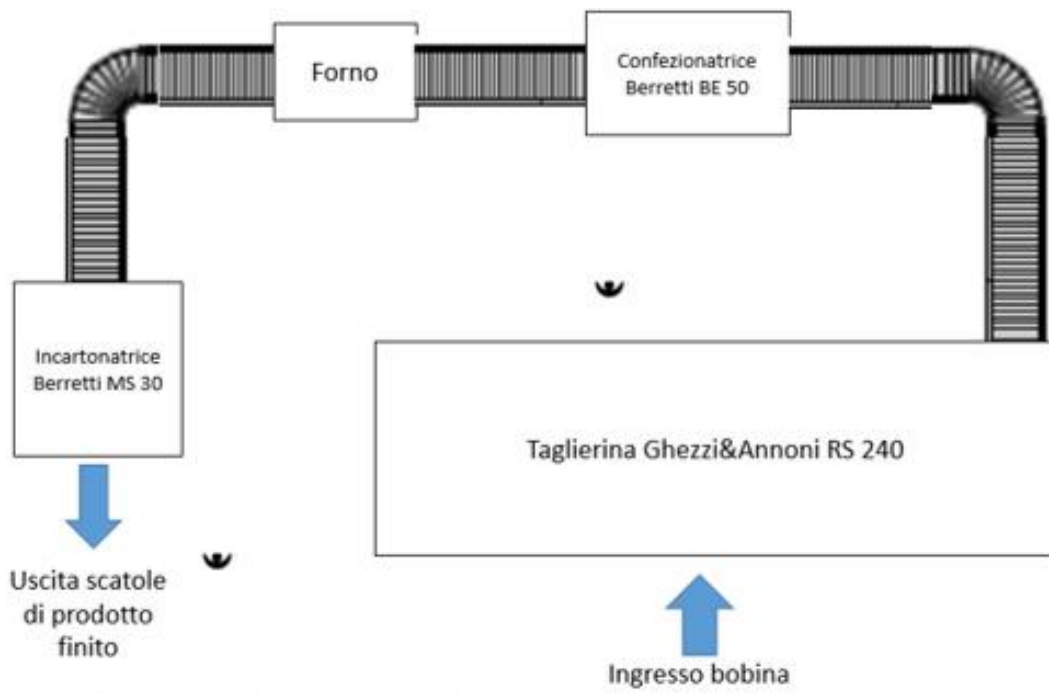 Forno
Confezionatrice
Berretti BE 50
Incartonatrice
Berretti MS 30
Taglierina Ghezzi&Annoni RS 240
Uscita scatole
di prodotto
finito
Ingresso bobina